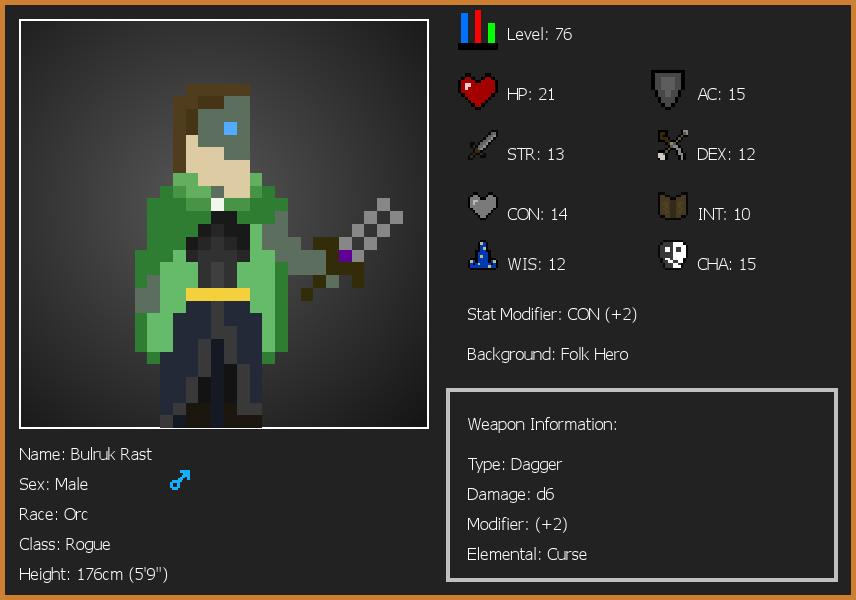 Level: 76
HP: 21
AC: 15
STR: 13
DEX: 12
CON: 14
INT: 10
WIS: 12
CHA: 15
Stat Modifier: CON (+2)
Background: Folk Hero
Weapon Information:
Type: Dagger
Damage: d6
Modifier: (+2)
Elemental: Curse
Name: Bulruk Rast
Sex: Male
Race: Orc
Class: Rogue
Height: 176cm (5'9")